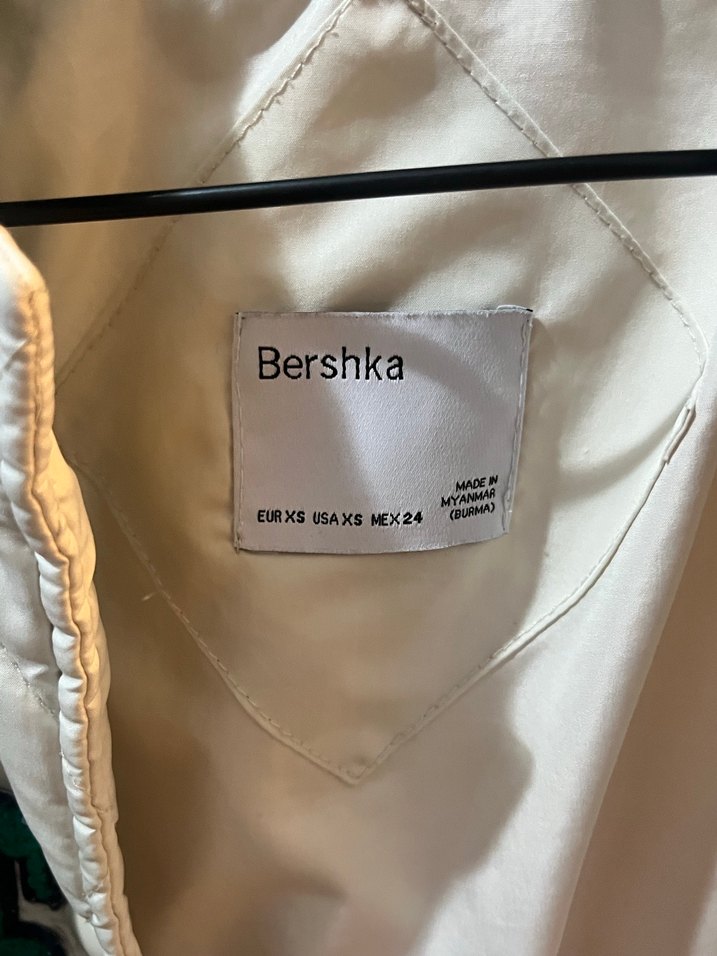 Bershka
MADE IN
MYANMAR
(BURMA)
EUR XS USA XS MEX 24